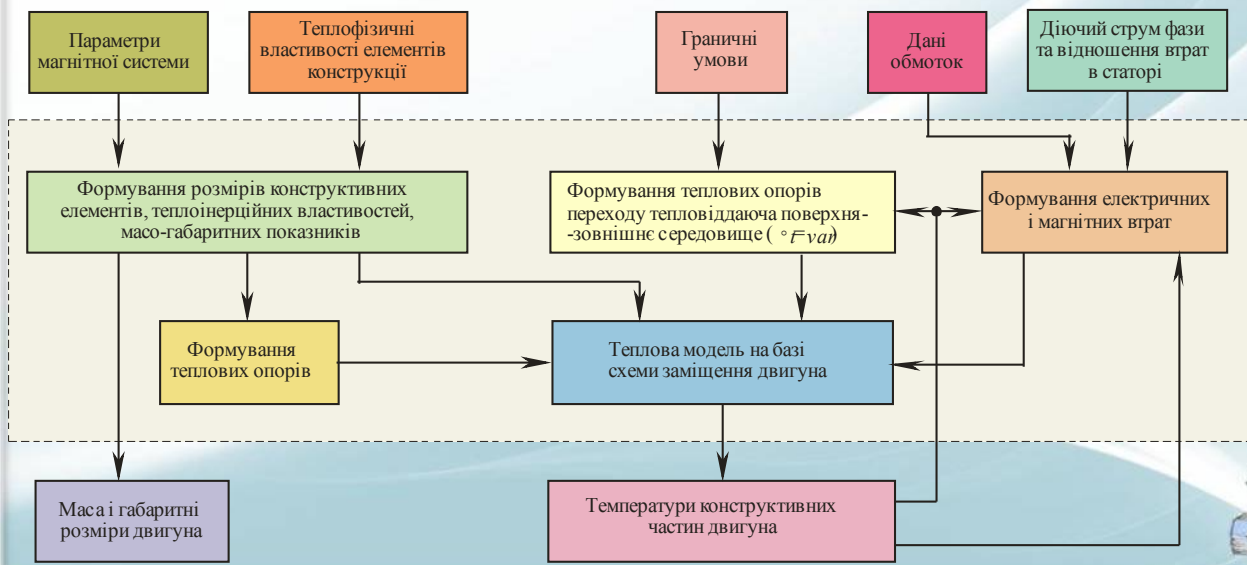 Параметри
магнітної системи
Теплофізичні
властивості елементів
конструкції
Граничні
умови
Дані
обмоток
Діючий струм фази
та відношення втрат
в статорі
Формування розмірів конструктивних
елементів, теплоінерційних властивостей,
масо-габаритних показників
Формування теплових опорів
переходу тепловіддаюча поверхня-
-зовнішнє середовище ( °t=var)
Формування електричних
і магнітних втрат
Формування
теплових опорів
Теплова модель на базі
схеми заміщення двигуна
Маса і габаритні
розміри двигуна
Температури конструктивних
частин двигуна